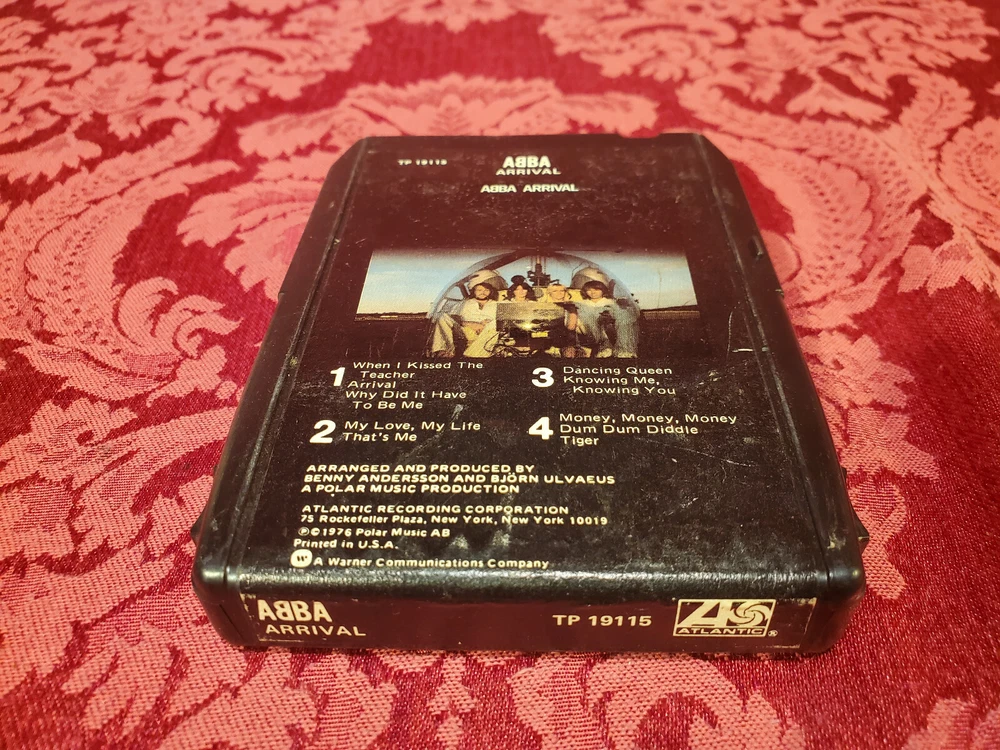 TP 19115
ABBA
ARRIVAL
ABBA ARRIVAL
1 When I Kissed The
Teacher
Arrival
Why Did It Have
To Be Me
2 My Love, My Life
That's Me
3 Dancing Queen
Knowing Me,
Knowing You
4 Money, Money, Money
Dum Dum Diddle
Tiger
ARRANGED AND PRODUCED BY
BENNY ANDERSSON AND BJÖRN ULVAEUS
A POLAR MUSIC PRODUCTION
ATLANTIC RECORDING CORPORATION
75 Rockefeller Plaza, New York, New York 10019
℗©1976 Polar Music AB
Printed in U.S.A.
W A Warner Communications Company
ABBA
ARRIVAL
TP 19115
ATLANTIC®